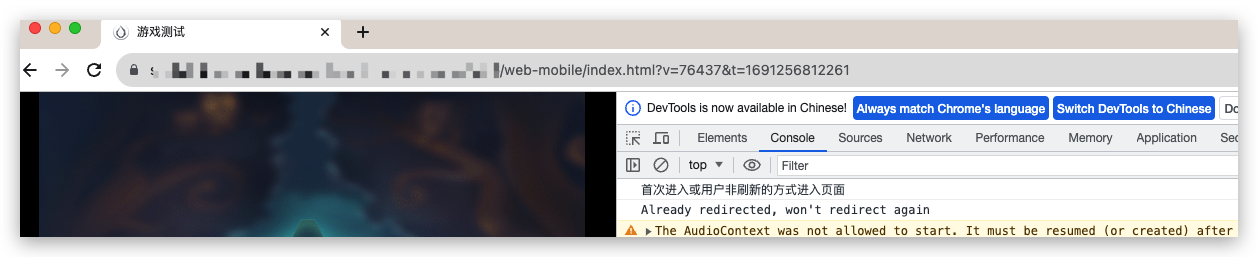 游戏测试
/web-mobile/index.html?v=76437&t=1691256812261
DevTools is now available in Chinese! Always match Chrome's language Switch DevTools to Chinese
Elements Console Sources Network Performance Memory Application
top Filter
首次进入或用户非刷新的方式进入页面
Already redirected, won't redirect again
The AudioContext was not allowed to start. It must be resumed (or created) after